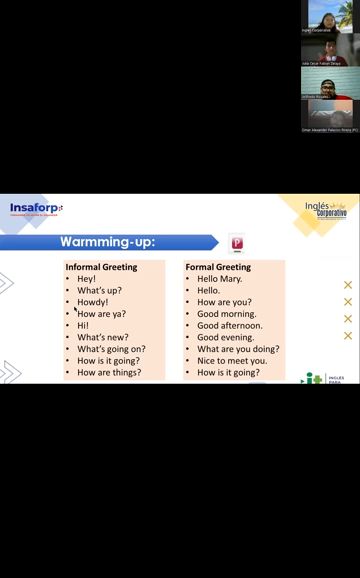 Insaforp
Inglés
Corporativo
Warmming-up:
Informal Greeting
• Hey!
• What's up?
• Howdy!
• How are ya?
• Hi!
• What's new?
• What's going on?
• How is it going?
• How are things?
Formal Greeting
• Hello Mary.
• Hello.
• How are you?
• Good morning.
• Good afternoon.
• Good evening.
• What are you doing?
• Nice to meet you.
• How is it going?
INGLÉS
PARA